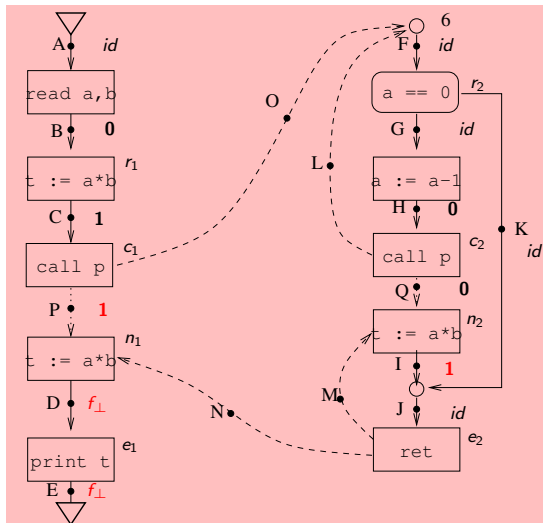 A id
read a,b
B 0
r1
t := a*b
C 1
c1
call p
P 1
n1
t := a*b
D f⊥
e1
print t
E f⊥
O
L
N
M
6
F id
r2
a == 0
G id
a := a-1
H 0
K
id
c2
call p
Q 0
n2
t := a*b
I 1
J id
ret
e2